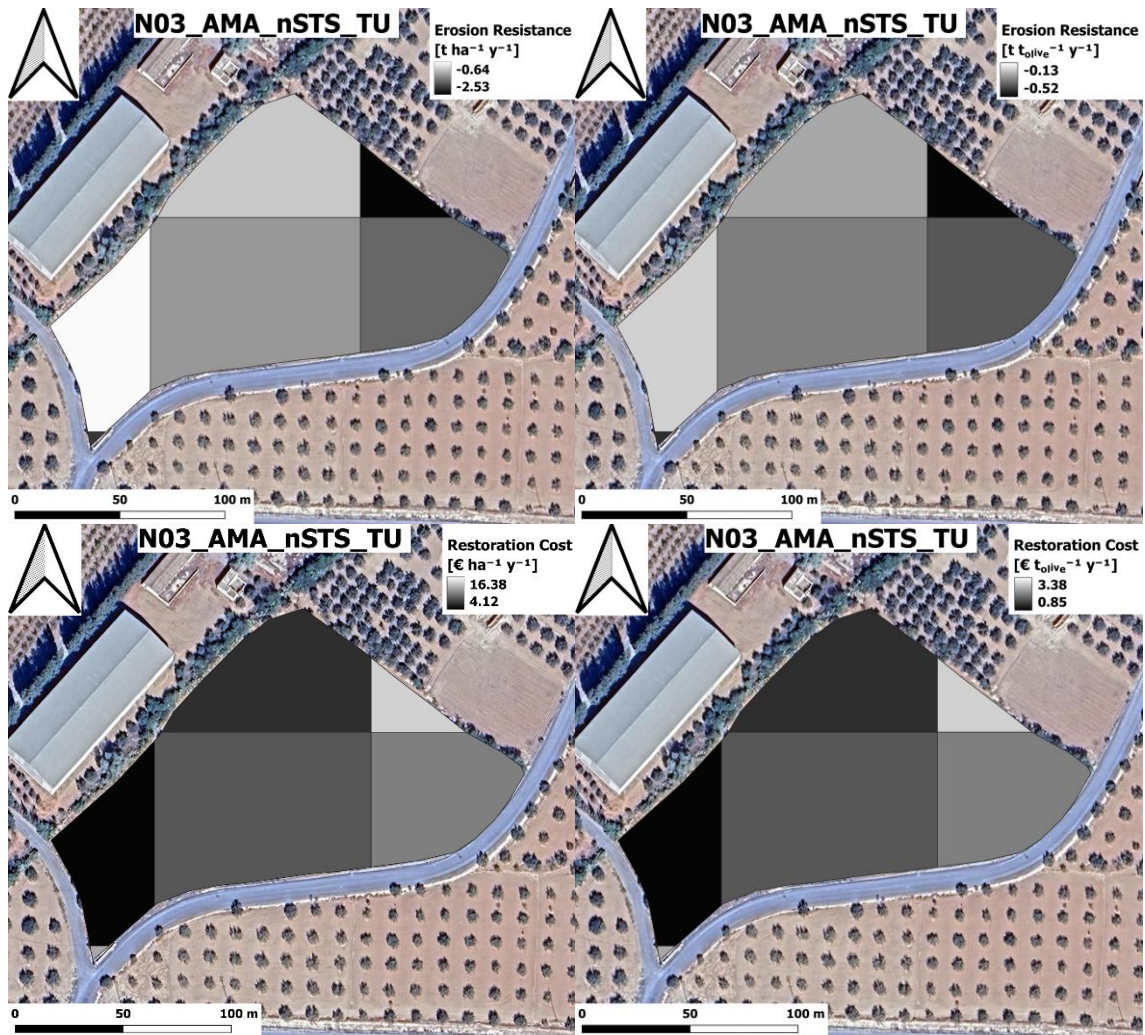 N03_AMA_nSTS_TU
Erosion Resistance
[t ha⁻¹ y⁻¹]
-0.64
-2.53
0 50 100 m
N03_AMA_nSTS_TU
Erosion Resistance
[t t_olive⁻¹ y⁻¹]
-0.13
-0.52
0 50 100 m
N03_AMA_nSTS_TU
Restoration Cost
[€ ha⁻¹ y⁻¹]
16.38
4.12
0 50 100 m
N03_AMA_nSTS_TU
Restoration Cost
[€ t_olive⁻¹ y⁻¹]
3.38
0.85
0 50 100 m